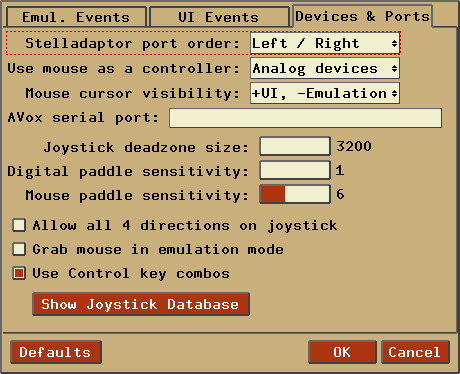 Emul. Events UI Events Devices & Ports
Stelladaptor port order: Left / Right
Use mouse as a controller: Analog devices
Mouse cursor visibility: +UI, -Emulation
AVox serial port:
Joystick deadzone size: 3200
Digital paddle sensitivity: 1
Mouse paddle sensitivity: 6
Allow all 4 directions on joystick
Grab mouse in emulation mode
Use Control key combos
Show Joystick Database
Defaults OK Cancel